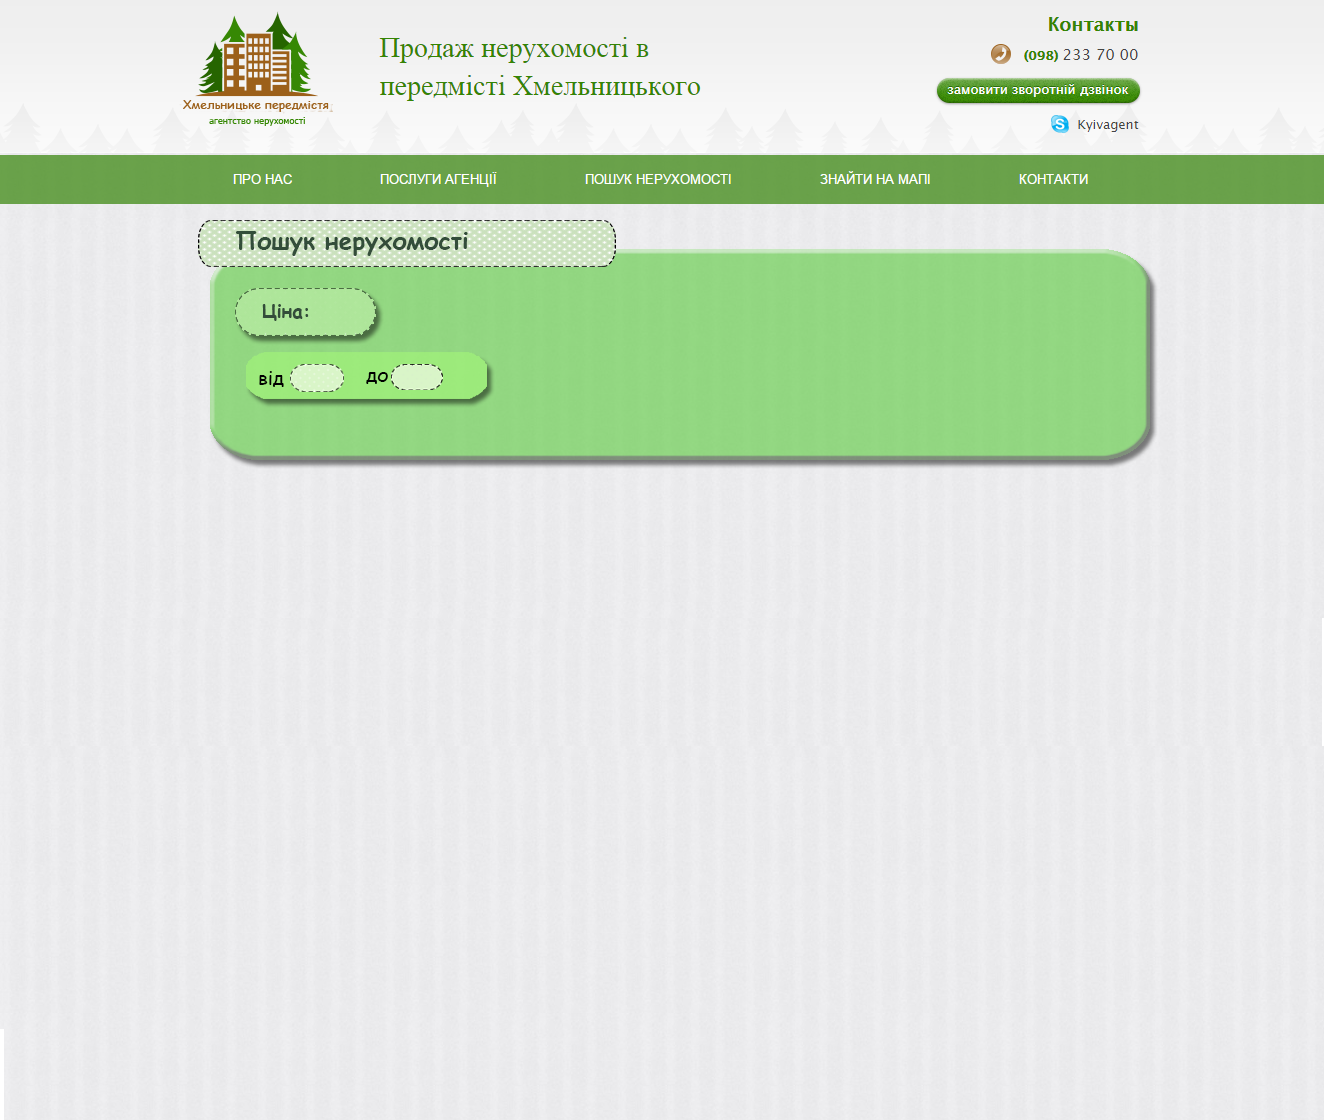 Хмельницьке передмістя
агентство нерухомості
Продаж нерухомості в
передмісті Хмельницького
Контакты
(098) 233 70 00
замовити зворотній дзвінок
Kyivagent
ПРО НАС
ПОСЛУГИ АГЕНЦІЇ
ПОШУК НЕРУХОМОСТІ
ЗНАЙТИ НА МАПІ
КОНТАКТИ
Пошук нерухомості
Ціна:
від
до